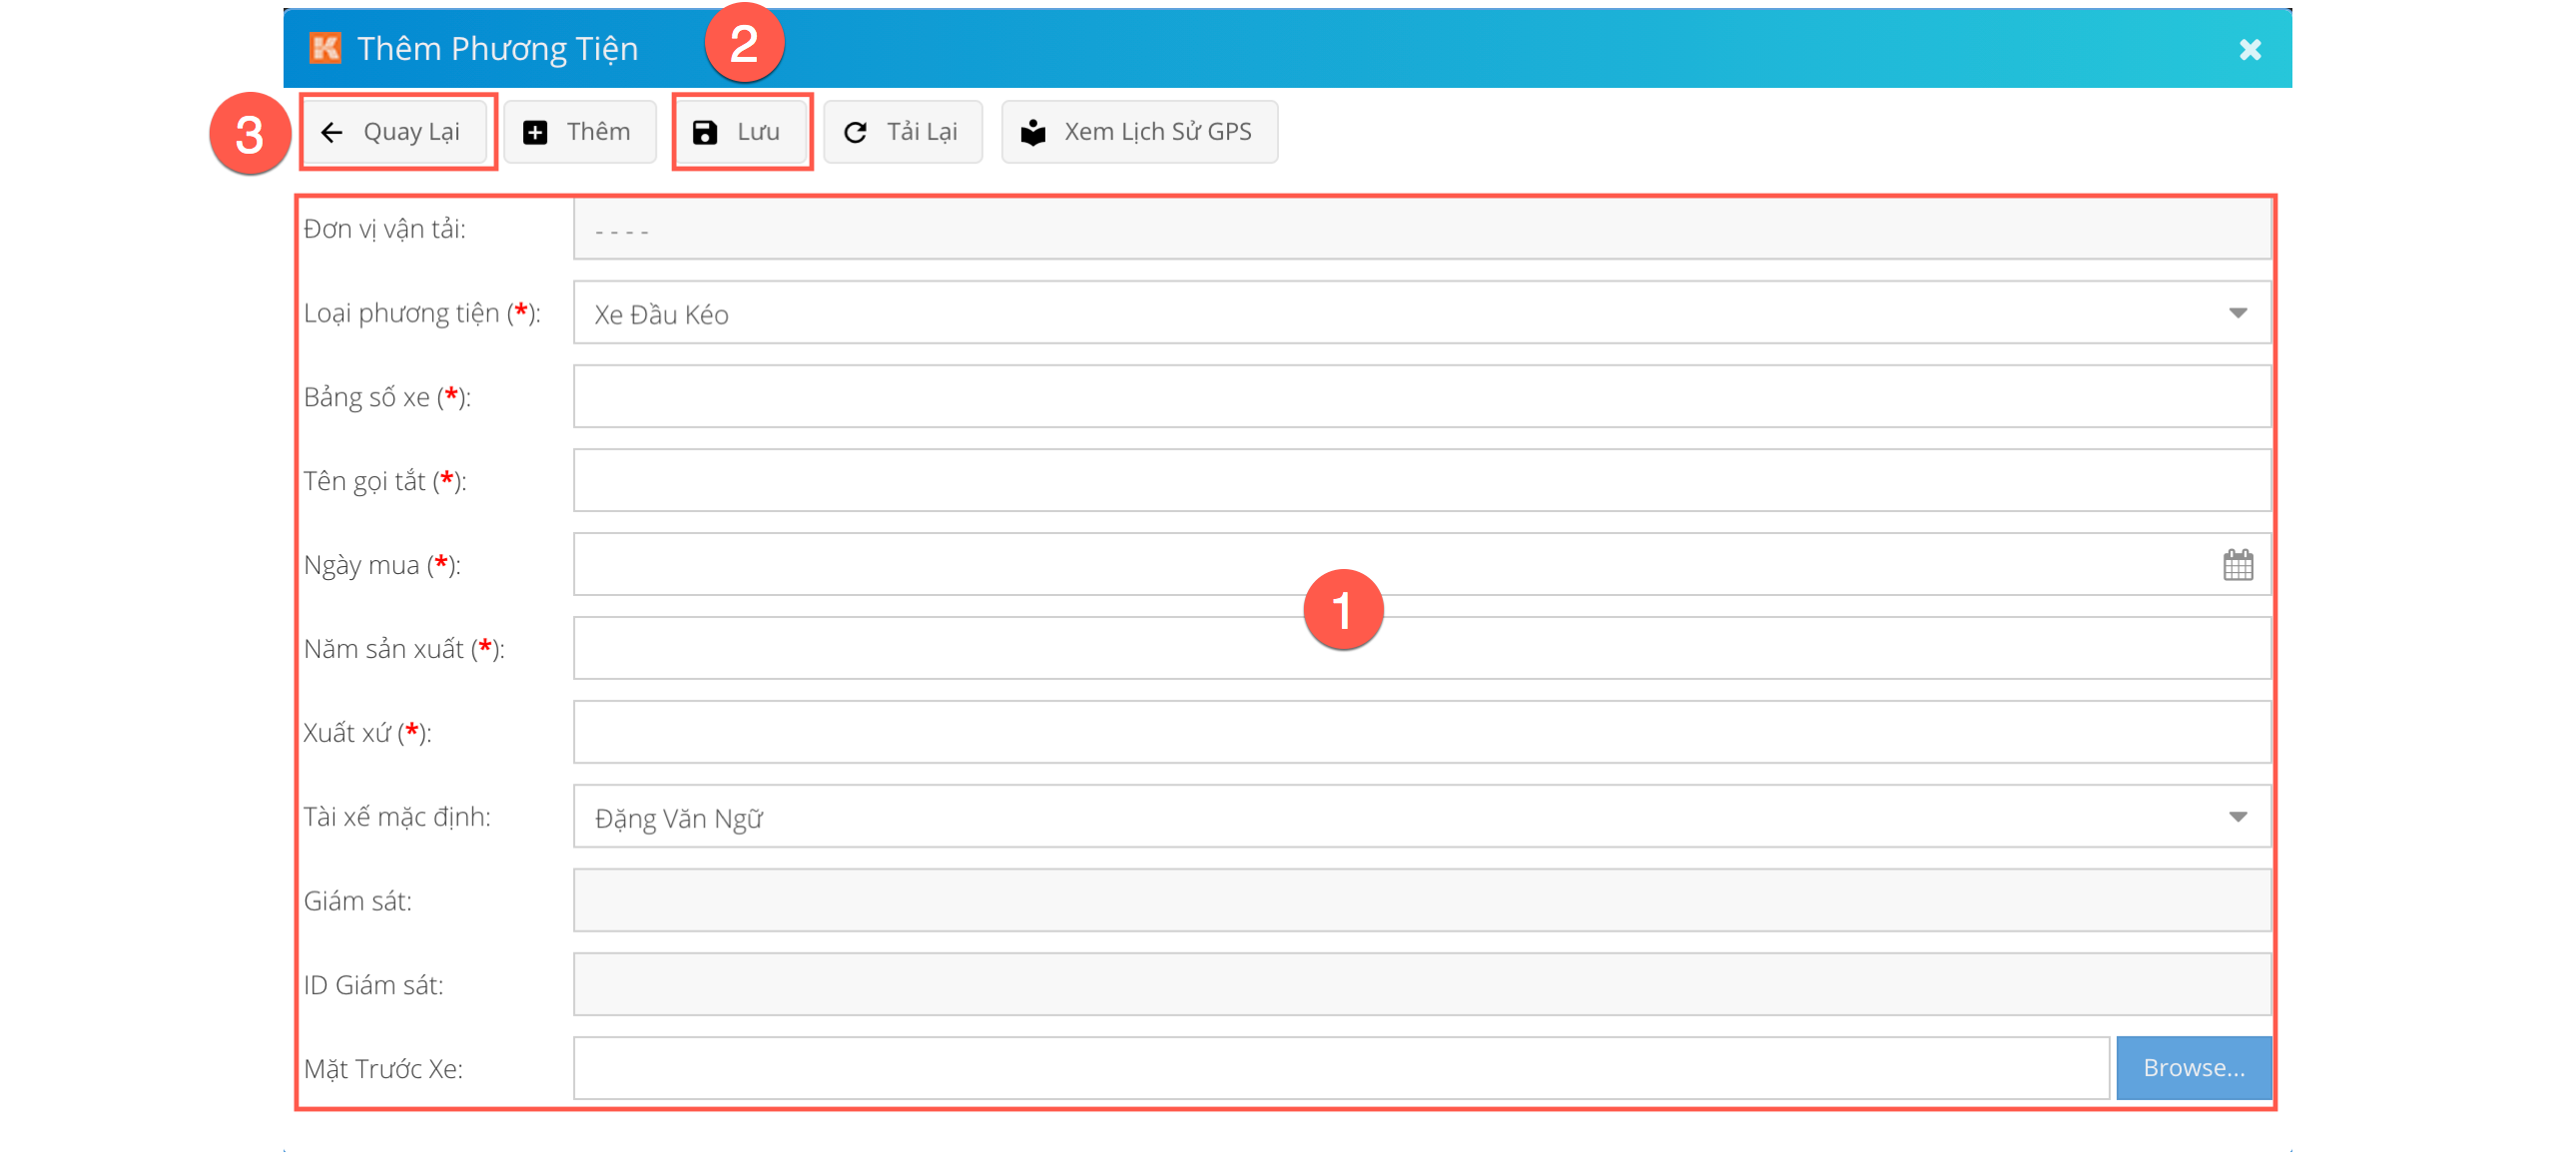 K Thêm Phương Tiện
2
3
Quay Lại Thêm Lưu Tải Lại Xem Lịch Sử GPS
Đơn vị vận tải: - - - -
Loại phương tiện (*): Xe Đầu Kéo
Bảng số xe (*):
Tên gọi tắt (*):
Ngày mua (*):
1
Năm sản xuất (*):
Xuất xứ (*):
Tài xế mặc định: Đặng Văn Ngữ
Giám sát:
ID Giám sát:
Mặt Trước Xe: Browse...